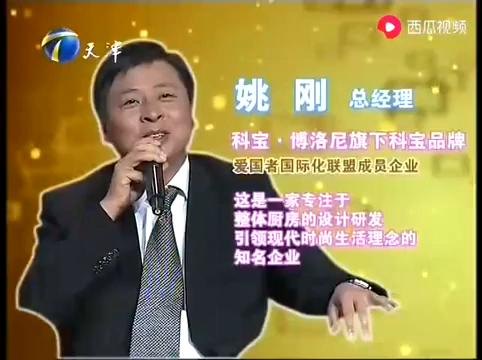 天津
西瓜视频
姚 刚 总经理
科宝·博洛尼旗下科宝品牌
爱国者国际化联盟成员企业
这是一家专注于
整体厨房的设计研发
引领现代时尚生活理念的
知名企业